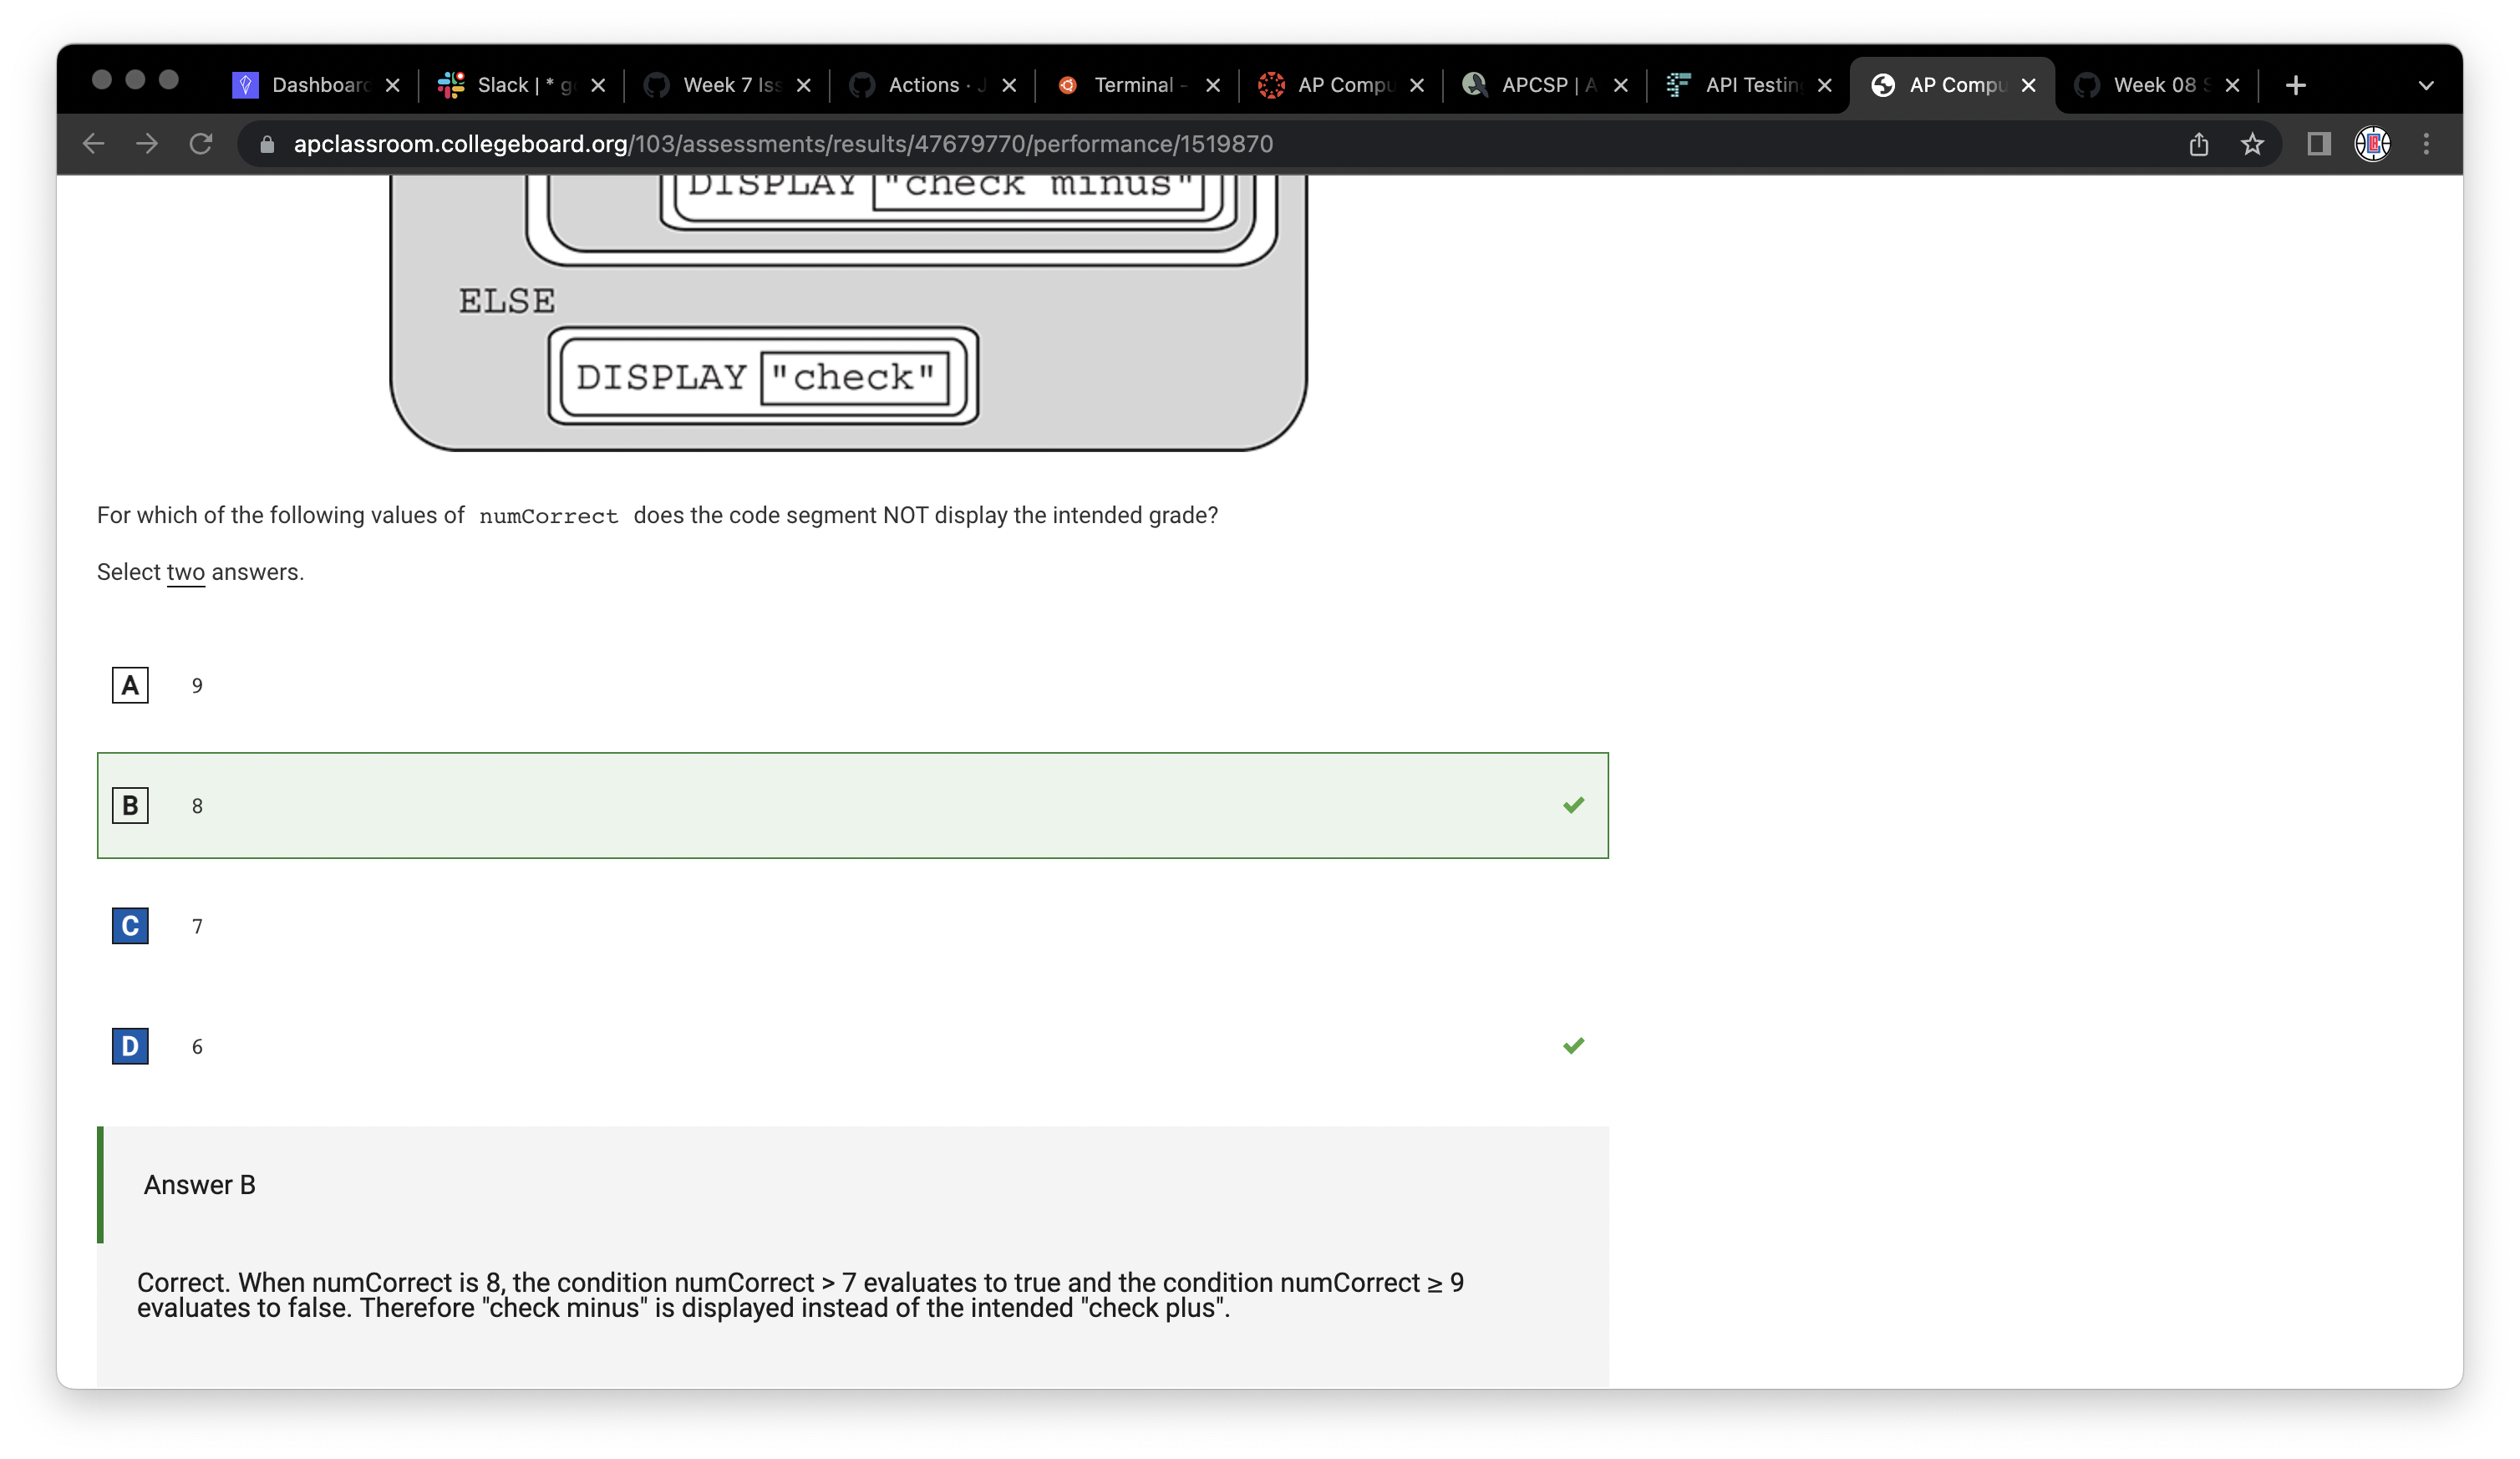 Dashboard
Slack | * g
Week 7 Iss
Actions · J
Terminal -
AP Compu
APCSP | A
API Testin
AP Compu
Week 08 S
apclassroom.collegeboard.org/103/assessments/results/47679770/performance/1519870
DISPLAY "check minus"
ELSE
DISPLAY "check"
For which of the following values of numCorrect does the code segment NOT display the intended grade?
Select two answers.
A 9
B 8
C 7
D 6
Answer B
Correct. When numCorrect is 8, the condition numCorrect > 7 evaluates to true and the condition numCorrect ≥ 9
evaluates to false. Therefore "check minus" is displayed instead of the intended "check plus".